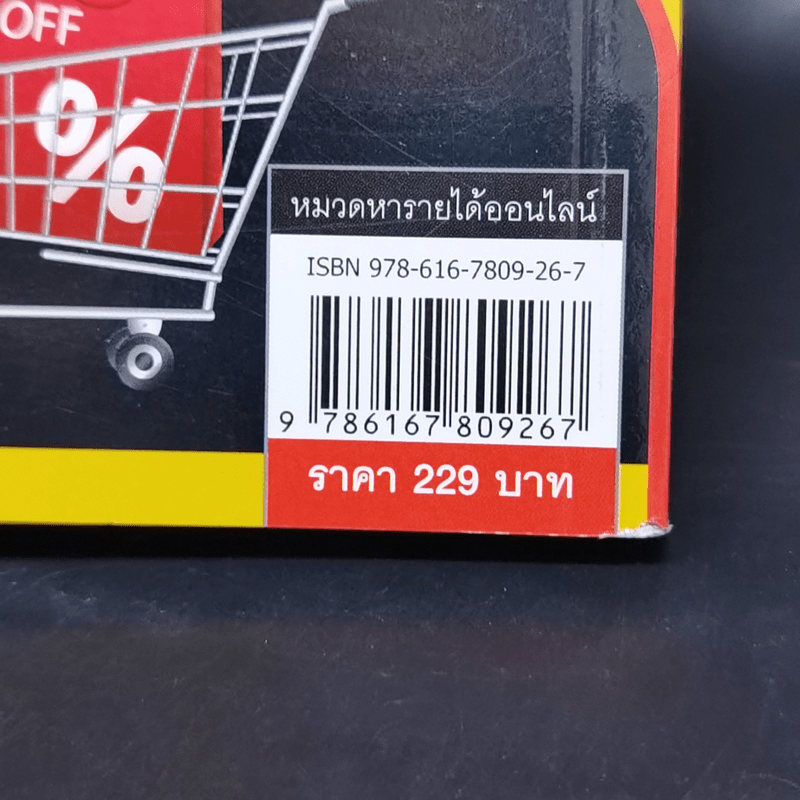 OFF
%
หมวดหารายได้ออนไลน์
ISBN 978-616-7809-26-7
9 786167 809267
ราคา 229 บาท